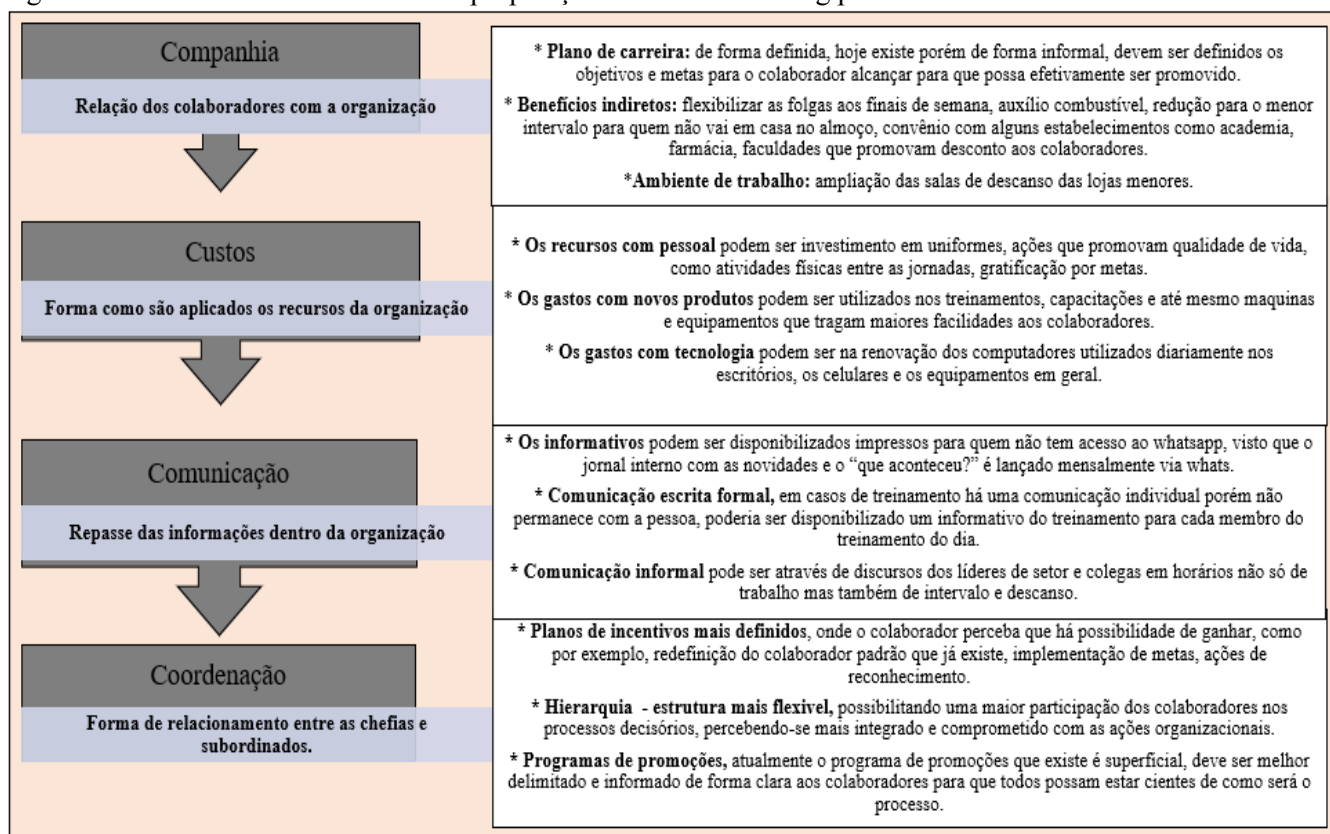 Companhia
Relação dos colaboradores com a organização
* Plano de carreira: de forma definida, hoje existe porém de forma informal, devem ser definidos os
objetivos e metas para o colaborador alcançar para que possa efetivamente ser promovido.
* Benefícios indiretos: flexibilizar as folgas aos finais de semana, auxílio combustível, redução para o menor
intervalo para quem não vai em casa no almoço, convênio com alguns estabelecimentos como academia,
farmácia, faculdades que promovam desconto aos colaboradores.
*Ambiente de trabalho: ampliação das salas de descanso das lojas menores.
Custos
Forma como são aplicados os recursos da organização
* Os recursos com pessoal podem ser investimento em uniformes, ações que promovam qualidade de vida,
como atividades físicas entre as jornadas, gratificação por metas.
* Os gastos com novos produtos podem ser utilizados nos treinamentos, capacitações e até mesmo maquinas
e equipamentos que tragam maiores facilidades aos colaboradores.
* Os gastos com tecnologia podem ser na renovação dos computadores utilizados diariamente nos
escritórios, os celulares e os equipamentos em geral.
Comunicação
Repasse das informações dentro da organização
* Os informativos podem ser disponibilizados impressos para quem não tem acesso ao whatsapp, visto que o
jornal interno com as novidades e o “que aconteceu?” é lançado mensalmente via whats.
* Comunicação escrita formal, em casos de treinamento há uma comunicação individual porém não
permanece com a pessoa, poderia ser disponibilizado um informativo do treinamento para cada membro do
treinamento do dia.
* Comunicação informal pode ser através de discursos dos líderes de setor e colegas em horários não só de
trabalho mas também de intervalo e descanso.
Coordenação
Forma de relacionamento entre as chefias e
subordinados.
* Planos de incentivos mais definidos, onde o colaborador perceba que há possibilidade de ganhar, como
por exemplo, redefinição do colaborador padrão que já existe, implementação de metas, ações de
reconhecimento.
* Hierarquia - estrutura mais flexivel, possibilitando uma maior participação dos colaboradores nos
processos decisórios, percebendo-se mais integrado e comprometido com as ações organizacionais.
* Programas de promoções, atualmente o programa de promoções que existe é superficial, deve ser melhor
delimitado e informado de forma clara aos colaboradores para que todos possam estar cientes de como será o
processo.